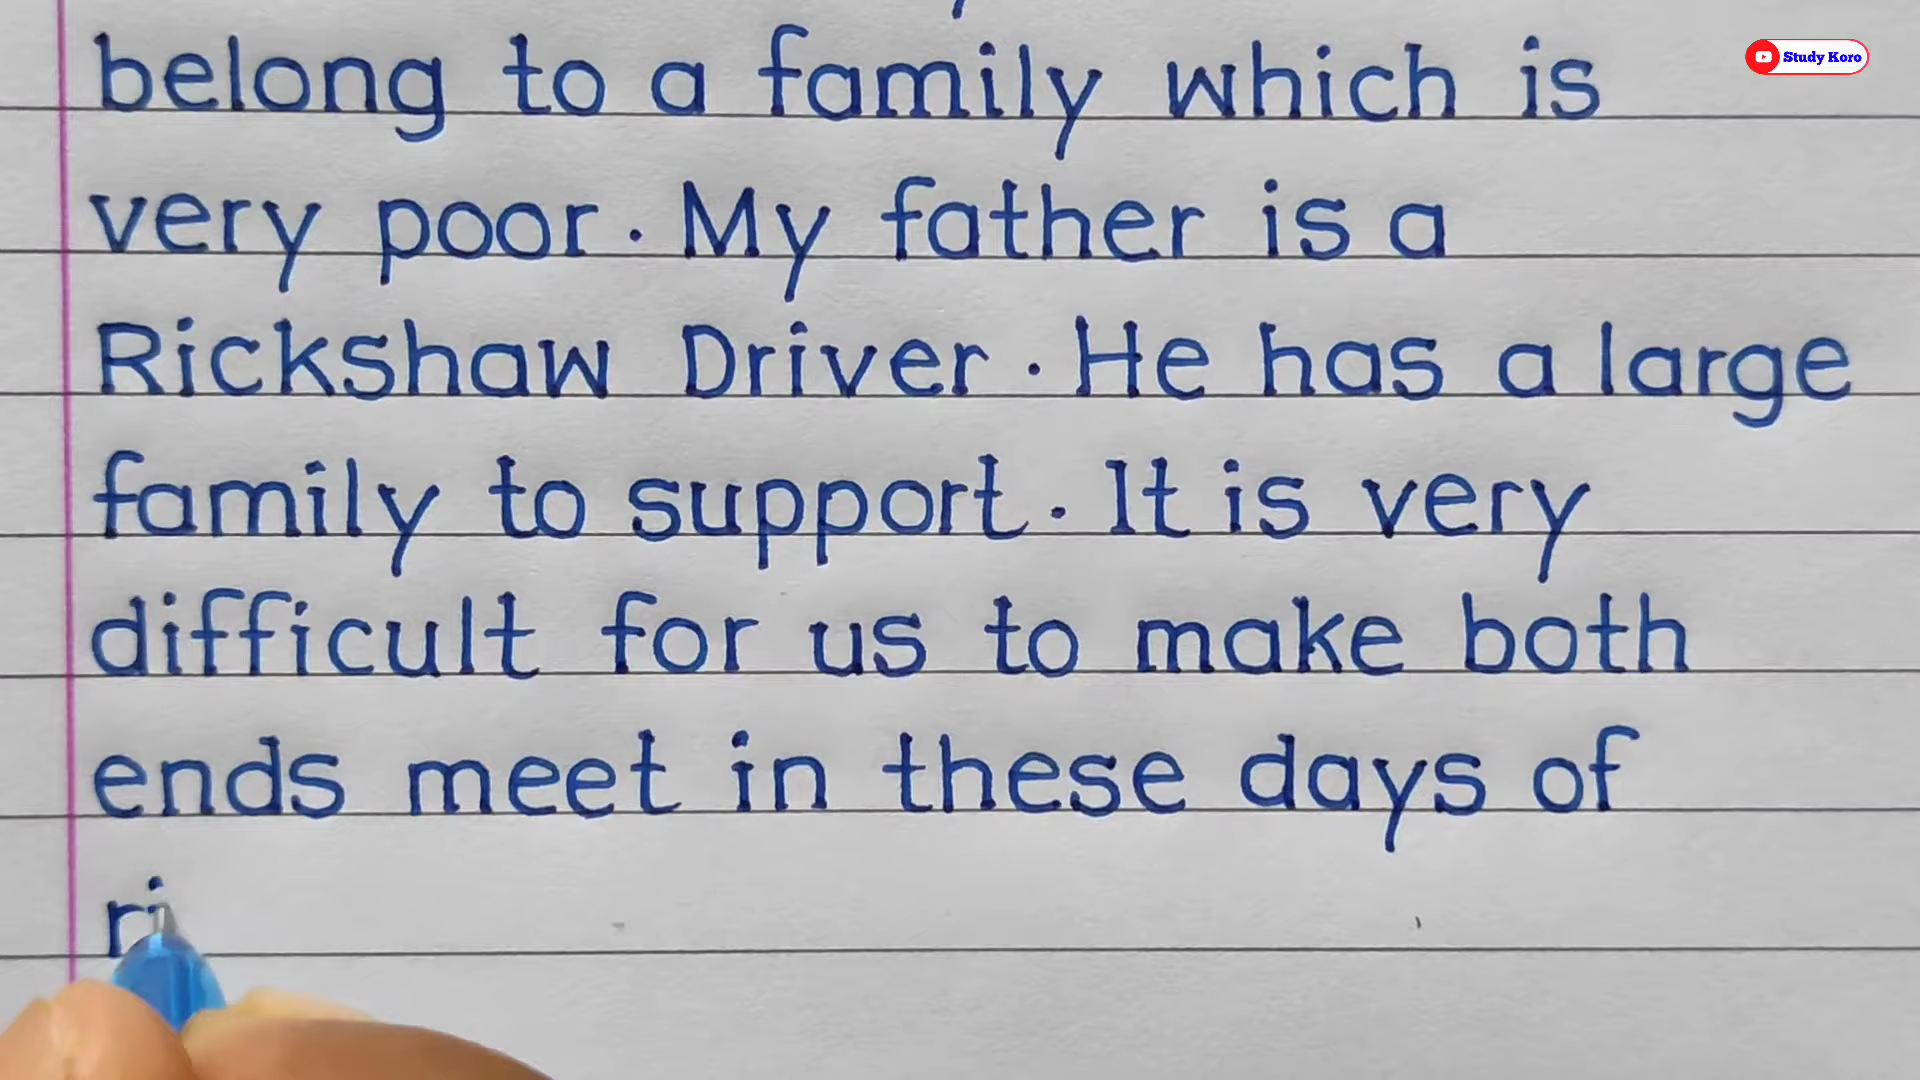 Study Koro
belong to a family which is
very poor. My father is a
Rickshaw Driver. He has a large
family to support. It is very
difficult for us to make both
ends meet in these days of
ri